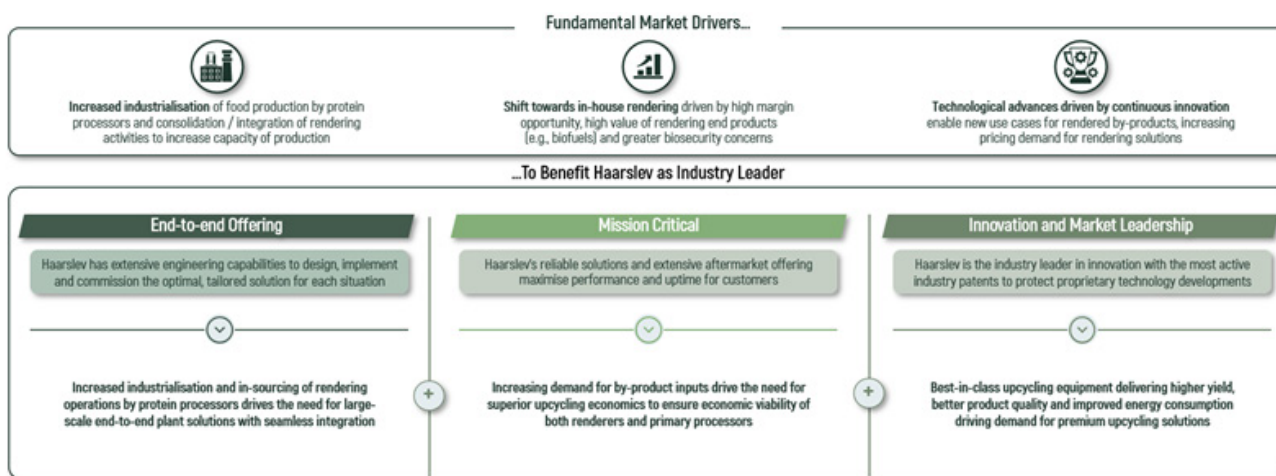 Fundamental Market Drivers...
Increased industrialisation of food production by protein
processors and consolidation / integration of rendering
activities to increase capacity of production
Shift towards in-house rendering driven by high margin
opportunity, high value of rendering end products
(e.g., biofuels) and greater biosecurity concerns
Technological advances driven by continuous innovation
enable new use cases for rendered by-products, increasing
pricing demand for rendering solutions
...To Benefit Haarslev as Industry Leader
End-to-end Offering
Haarslev has extensive engineering capabilities to design, implement
and commission the optimal, tailored solution for each situation
Increased industrialisation and in-sourcing of rendering
operations by protein processors drives the need for large-
scale end-to-end plant solutions with seamless integration
+
Mission Critical
Haarslev's reliable solutions and extensive aftermarket offering
maximise performance and uptime for customers
Increasing demand for by-product inputs drive the need for
superior upcycling economics to ensure economic viability of
both renderers and primary processors
+
Innovation and Market Leadership
Haarslev is the industry leader in innovation with the most active
industry patents to protect proprietary technology developments
Best-in-class upcycling equipment delivering higher yield,
better product quality and improved energy consumption
driving demand for premium upcycling solutions